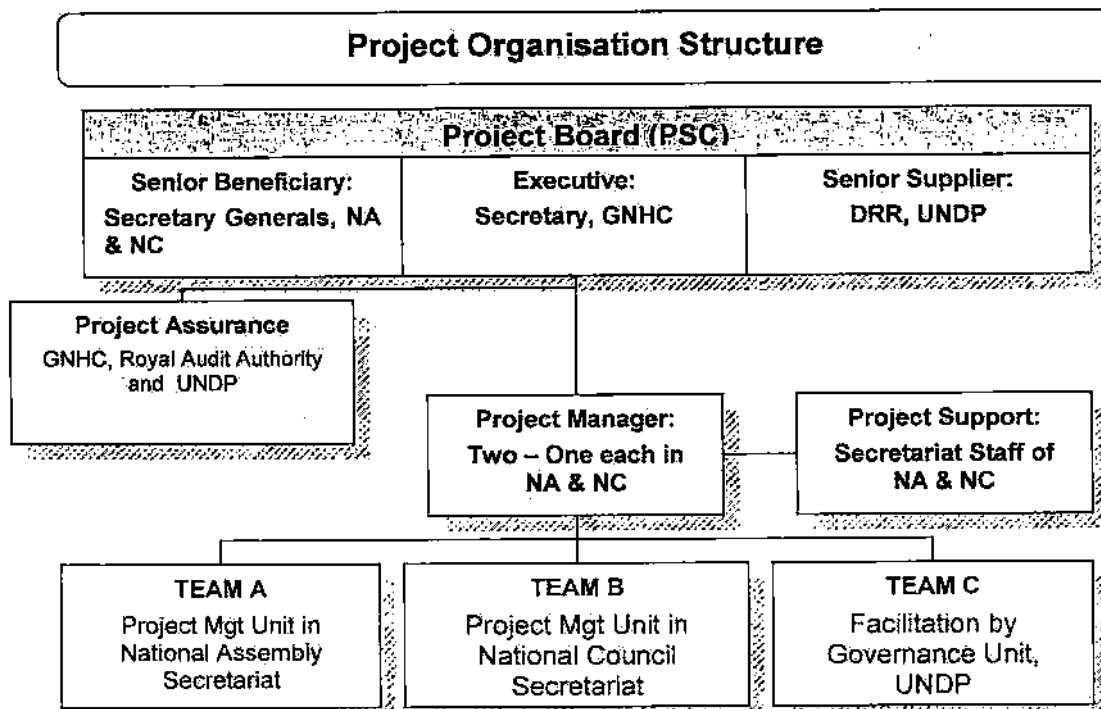 Project Organisation Structure
Project Board (PSC)
Senior Beneficiary:
Secretary Generals, NA
& NC
Executive:
Secretary, GNHC
Senior Supplier:
DRR, UNDP
Project Assurance
GNHC, Royal Audit Authority
and UNDP
Project Manager:
Two – One each in
NA & NC
Project Support:
Secretariat Staff of
NA & NC
TEAM A
Project Mgt Unit in
National Assembly
Secretariat
TEAM B
Project Mgt Unit in
National Council
Secretariat
TEAM C
Facilitation by
Governance Unit,
UNDP